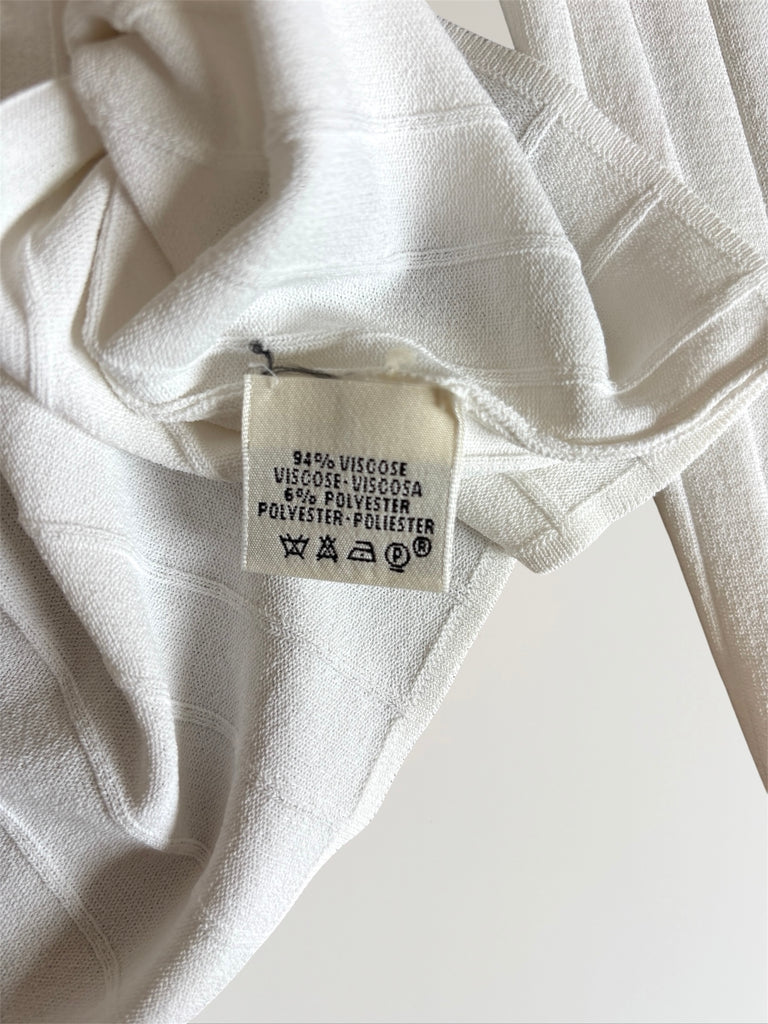 94% VISCOSE
VISCOSE-VISCOSA
6% POLYESTER
POLYESTER-POLIESTER
P ®